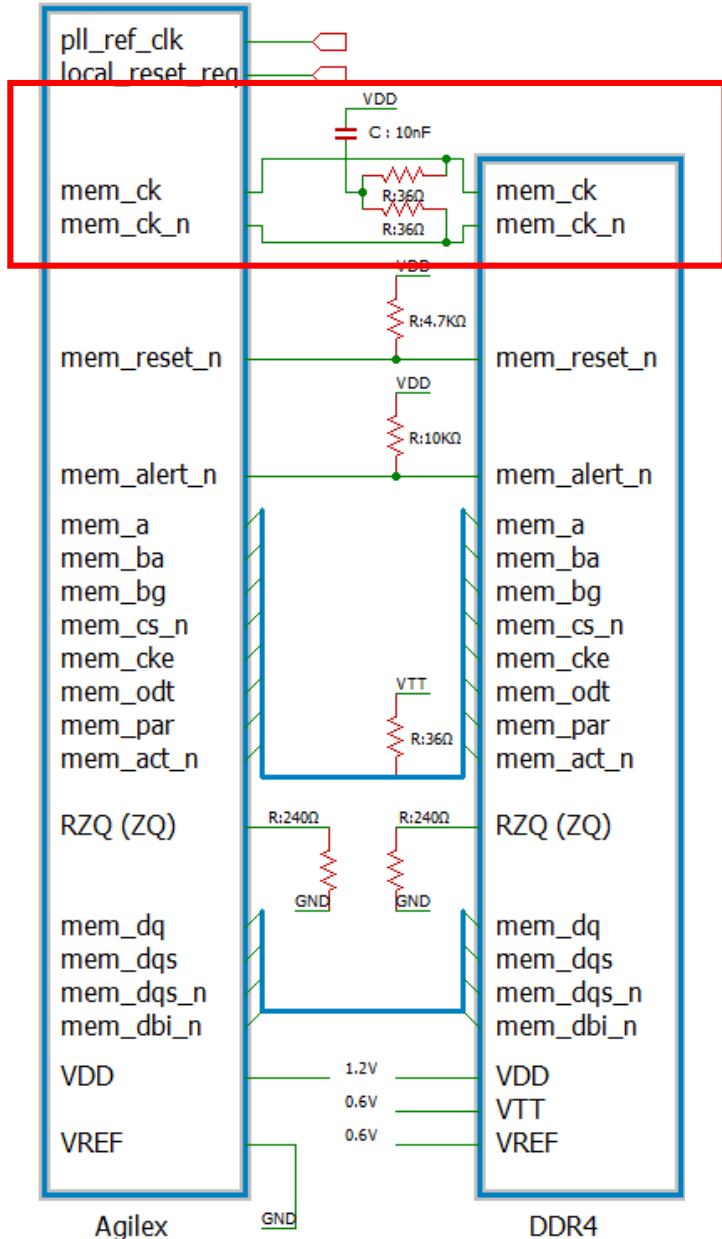 pll_ref_clk
local_reset_req
VDD
C : 10nF
mem_ck R:36Ω mem_ck
mem_ck_n R:36Ω mem_ck_n
VDD
R:4.7KΩ
mem_reset_n mem_reset_n
VDD
R:10KΩ
mem_alert_n mem_alert_n
mem_a mem_a
mem_ba mem_ba
mem_bg mem_bg
mem_cs_n mem_cs_n
mem_cke mem_cke
mem_odt VTT mem_odt
mem_par R:36Ω mem_par
mem_act_n mem_act_n
RZQ (ZQ) R:240Ω R:240Ω RZQ (ZQ)
GND GND
mem_dq mem_dq
mem_dqs mem_dqs
mem_dqs_n mem_dqs_n
mem_dbi_n mem_dbi_n
VDD 1.2V VDD
0.6V VTT
VREF 0.6V VREF
Agilex GND DDR4